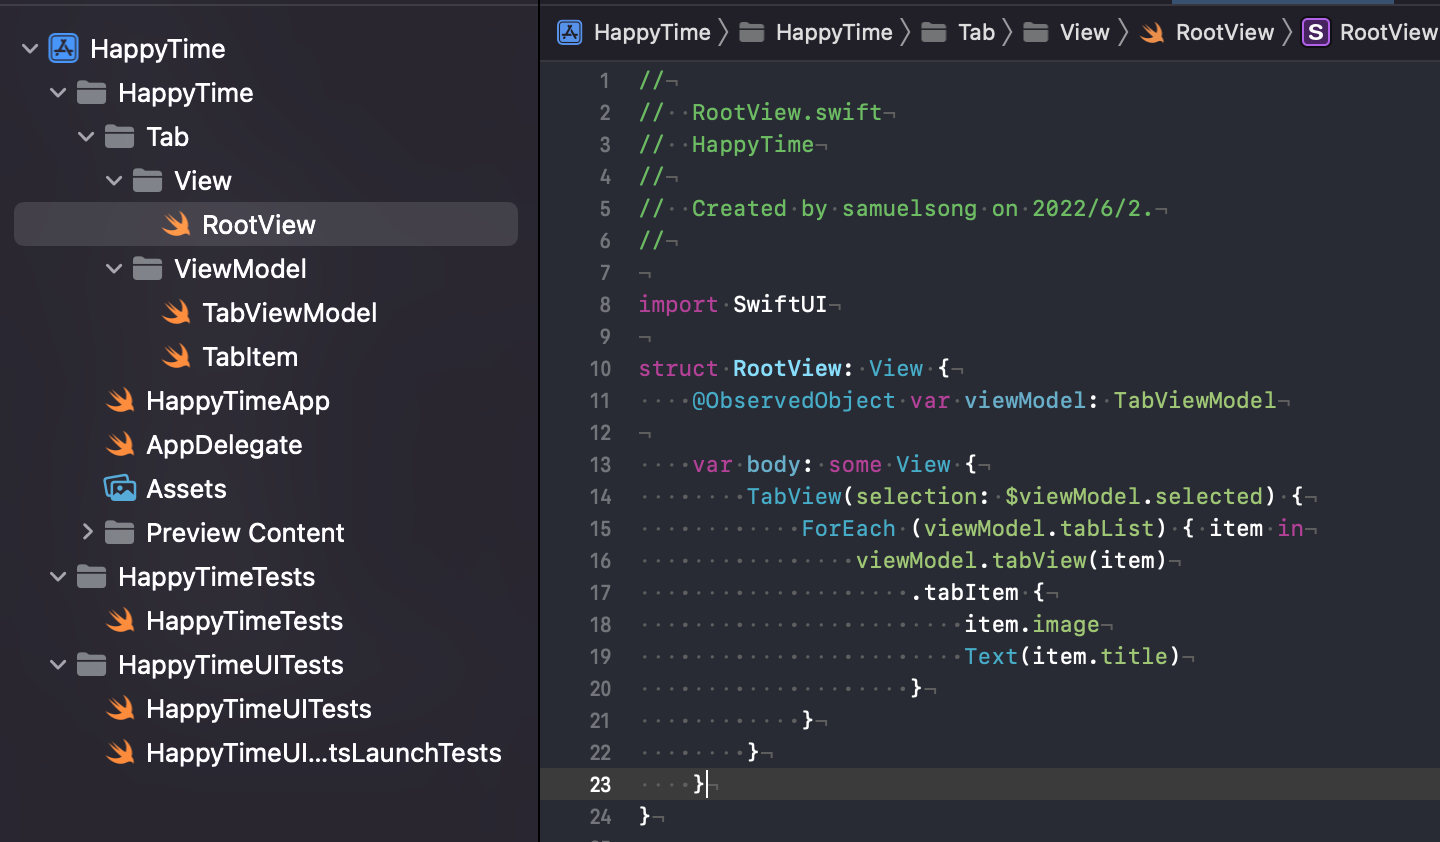 HappyTime
HappyTime
Tab
View
RootView
ViewModel
TabViewModel
TabItem
HappyTimeApp
AppDelegate
Assets
Preview Content
HappyTimeTests
HappyTimeTests
HappyTimeUITests
HappyTimeUITests
HappyTimeUI...tsLaunchTests
HappyTime 〉 HappyTime 〉 Tab 〉 View 〉 RootView 〉 S RootView
1 //
2 //  RootView.swift
3 //  HappyTime
4 //
5 //  Created by samuelsong on 2022/6/2.
6 //
7
8 import SwiftUI
9
10 struct RootView: View {
11     @ObservedObject var viewModel: TabViewModel
12
13     var body: some View {
14         TabView(selection: $viewModel.selected) {
15             ForEach (viewModel.tabList) { item in
16                 viewModel.tabView(item)
17                     .tabItem {
18                         item.image
19                         Text(item.title)
20                     }
21             }
22         }
23     }
24 }